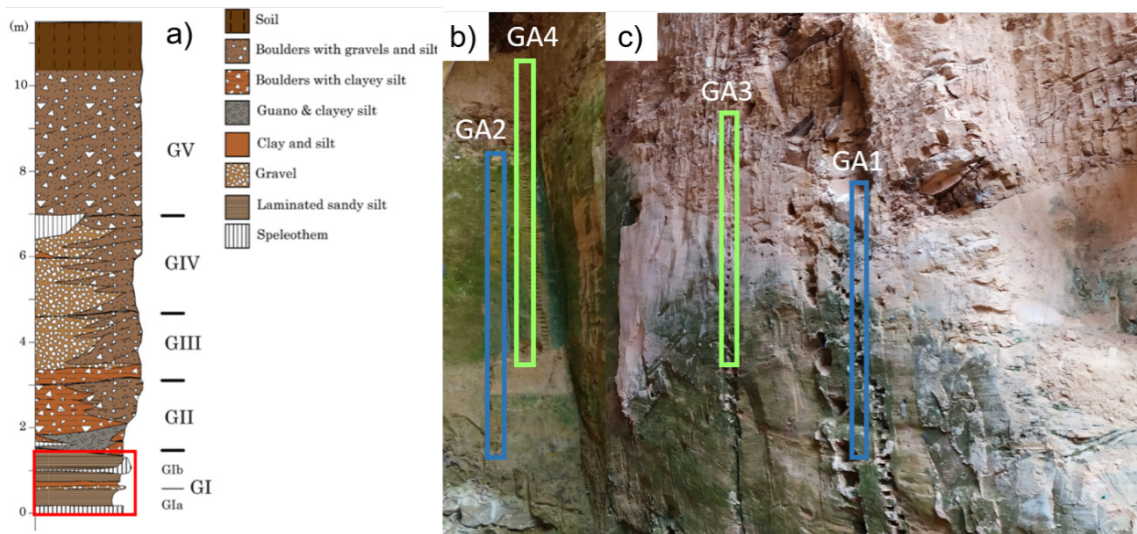 (m)
10
8
6
4
2
0
a)
GV
GIV
GIII
GII
GIb
GI
GIa
Soil
Boulders with gravels and silt
Boulders with clayey silt
Guano & clayey silt
Clay and silt
Gravel
Laminated sandy silt
Speleothem
b)
GA4
GA2
c)
GA3
GA1